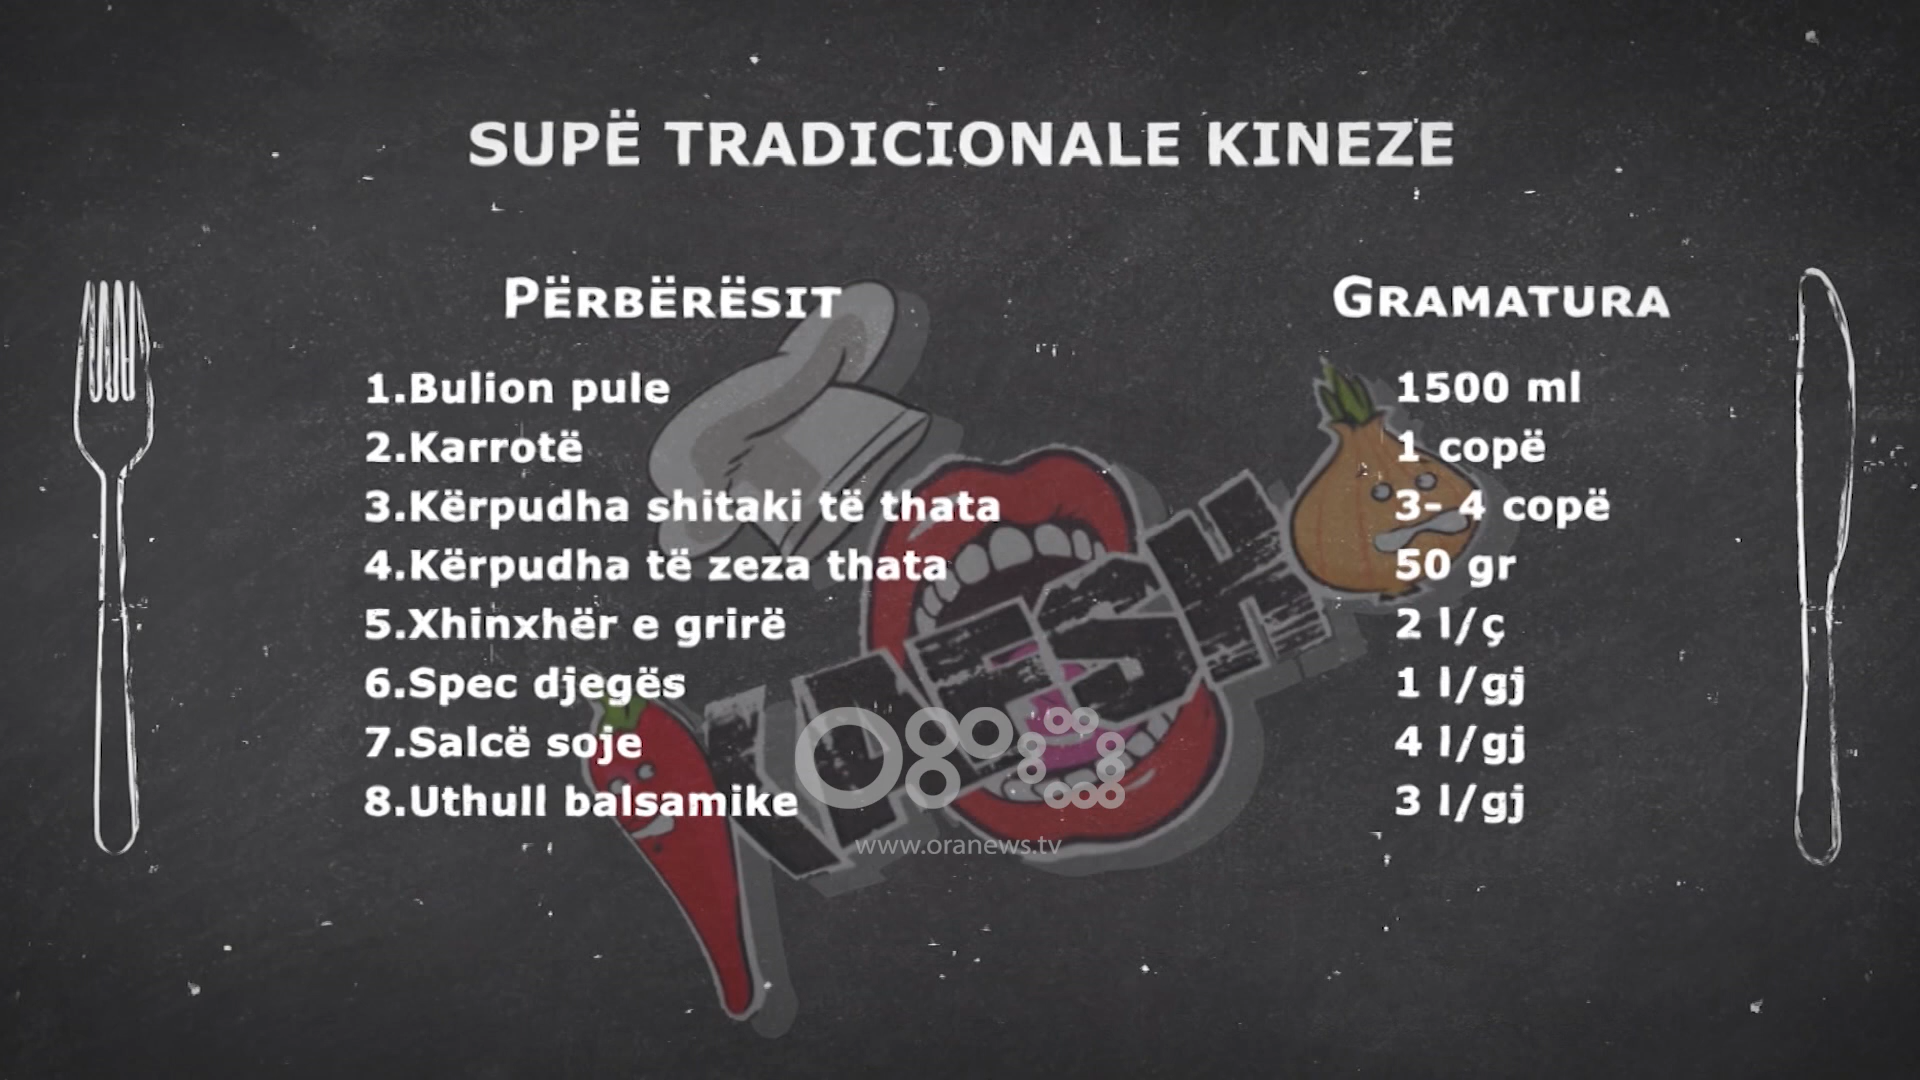 SUPË TRADICIONALE KINEZE
PËRBËRËSIT GRAMATURA
1.Bulion pule 1500 ml
2.Karrotë 1 copë
3.Kërpudha shitaki të thata 3- 4 copë
4.Kërpudha të zeza thata 50 gr
5.Xhinxhër e grirë 2 l/ç
6.Spec djegës 1 l/gj
7.Salcë soje 4 l/gj
8.Uthull balsamike 3 l/gj
www.oranews.tv